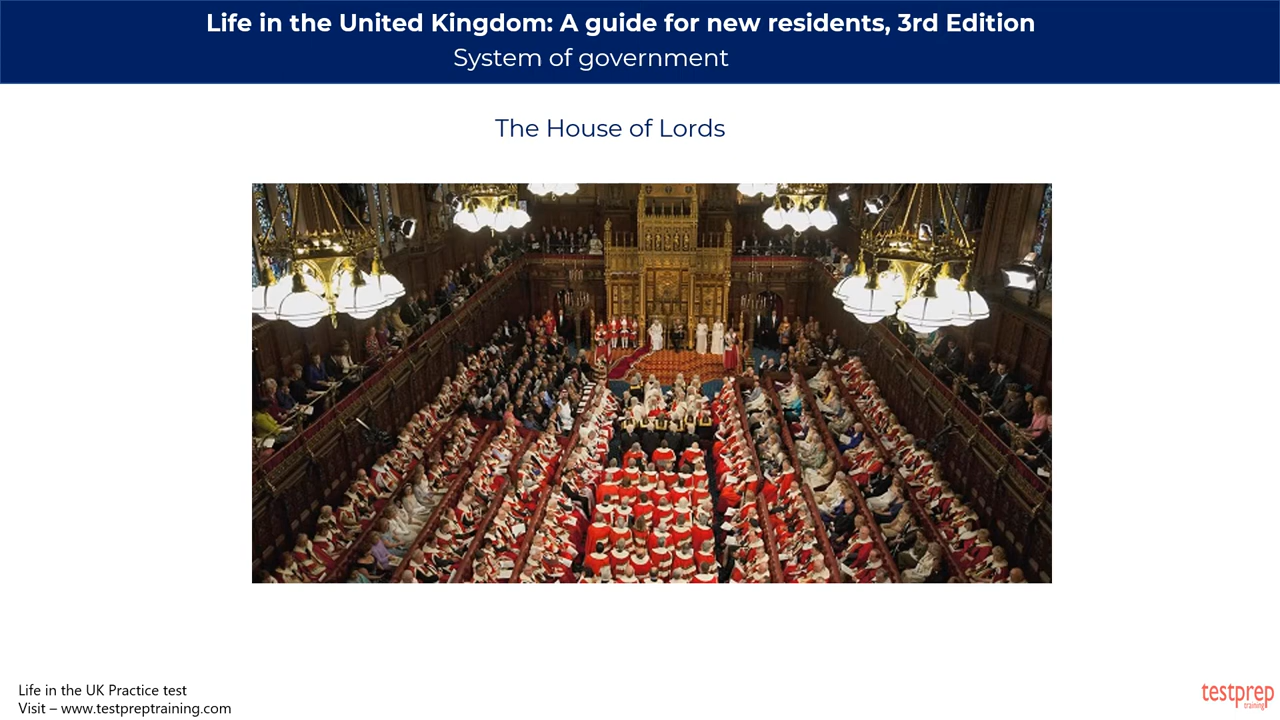 Life in the United Kingdom: A guide for new residents, 3rd Edition
System of government
The House of Lords
Life in the UK Practice test
Visit – www.testpreptraining.com
testprep
training